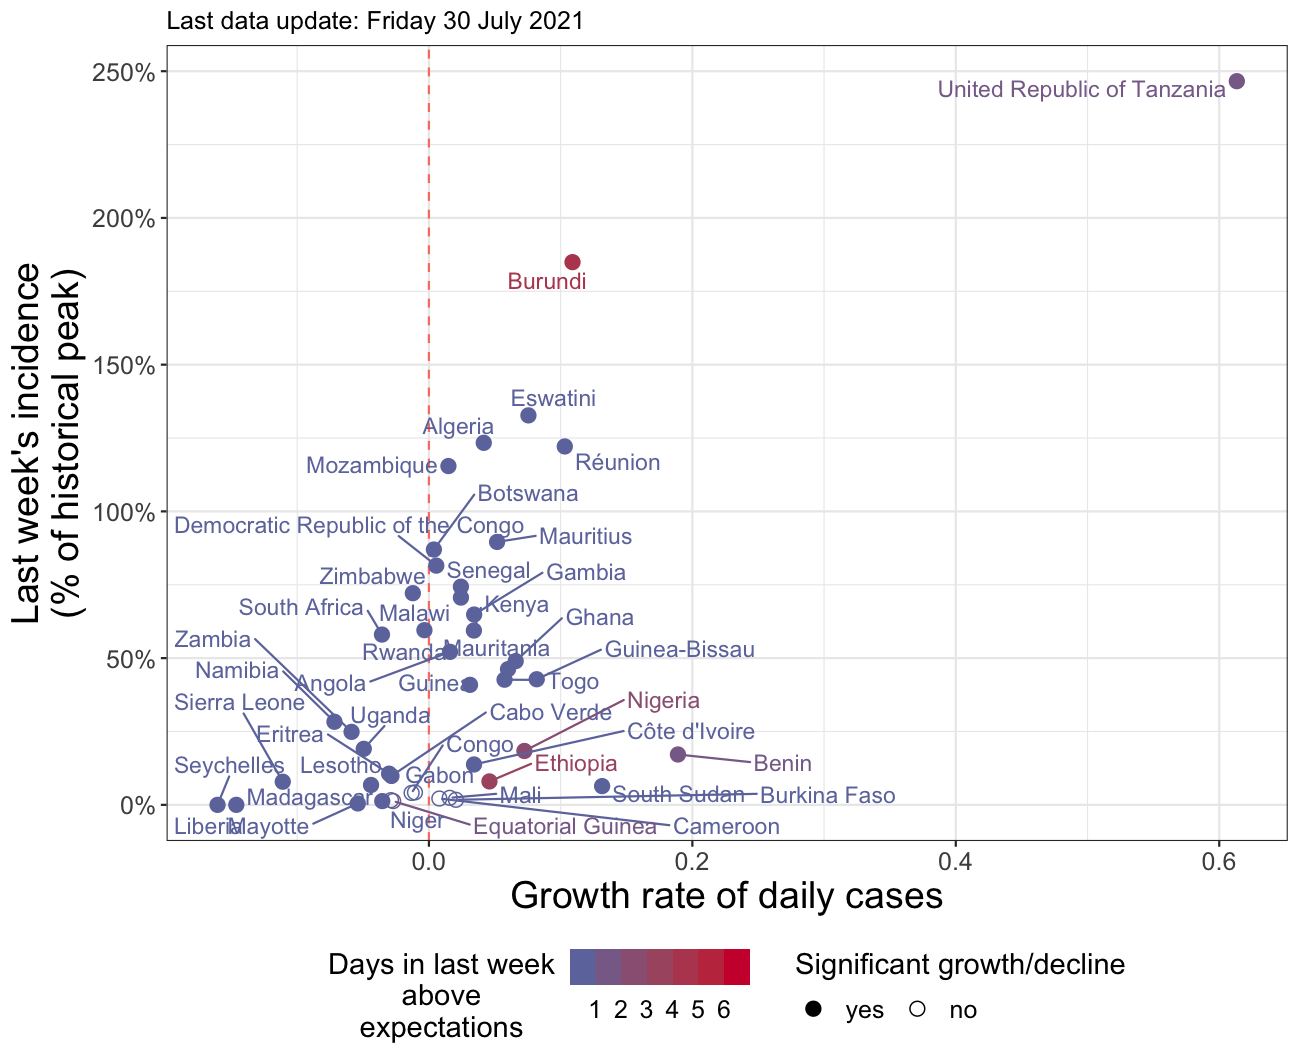 Last data update: Friday 30 July 2021
Last week's incidence
(% of historical peak)
250%
200%
150%
100%
50%
0%
United Republic of Tanzania
Burundi
Eswatini
Algeria
Réunion
Mozambique
Botswana
Democratic Republic of the Congo
Mauritius
Senegal
Gambia
Zimbabwe
Kenya
South Africa
Malawi
Ghana
Zambia
Rwanda
Mauritania
Guinea-Bissau
Namibia
Angola
Guinea
Togo
Sierra Leone
Nigeria
Uganda
Cabo Verde
Eritrea
Côte d'Ivoire
Congo
Seychelles
Lesotho
Ethiopia
Benin
Gabon
Madagascar
Mali
South Sudan
Burkina Faso
Liberia
Mayotte
Niger
Equatorial Guinea
Cameroon
0.0
0.2
0.4
0.6
Growth rate of daily cases
Days in last week
above
expectations
1 2 3 4 5 6
Significant growth/decline
yes
no